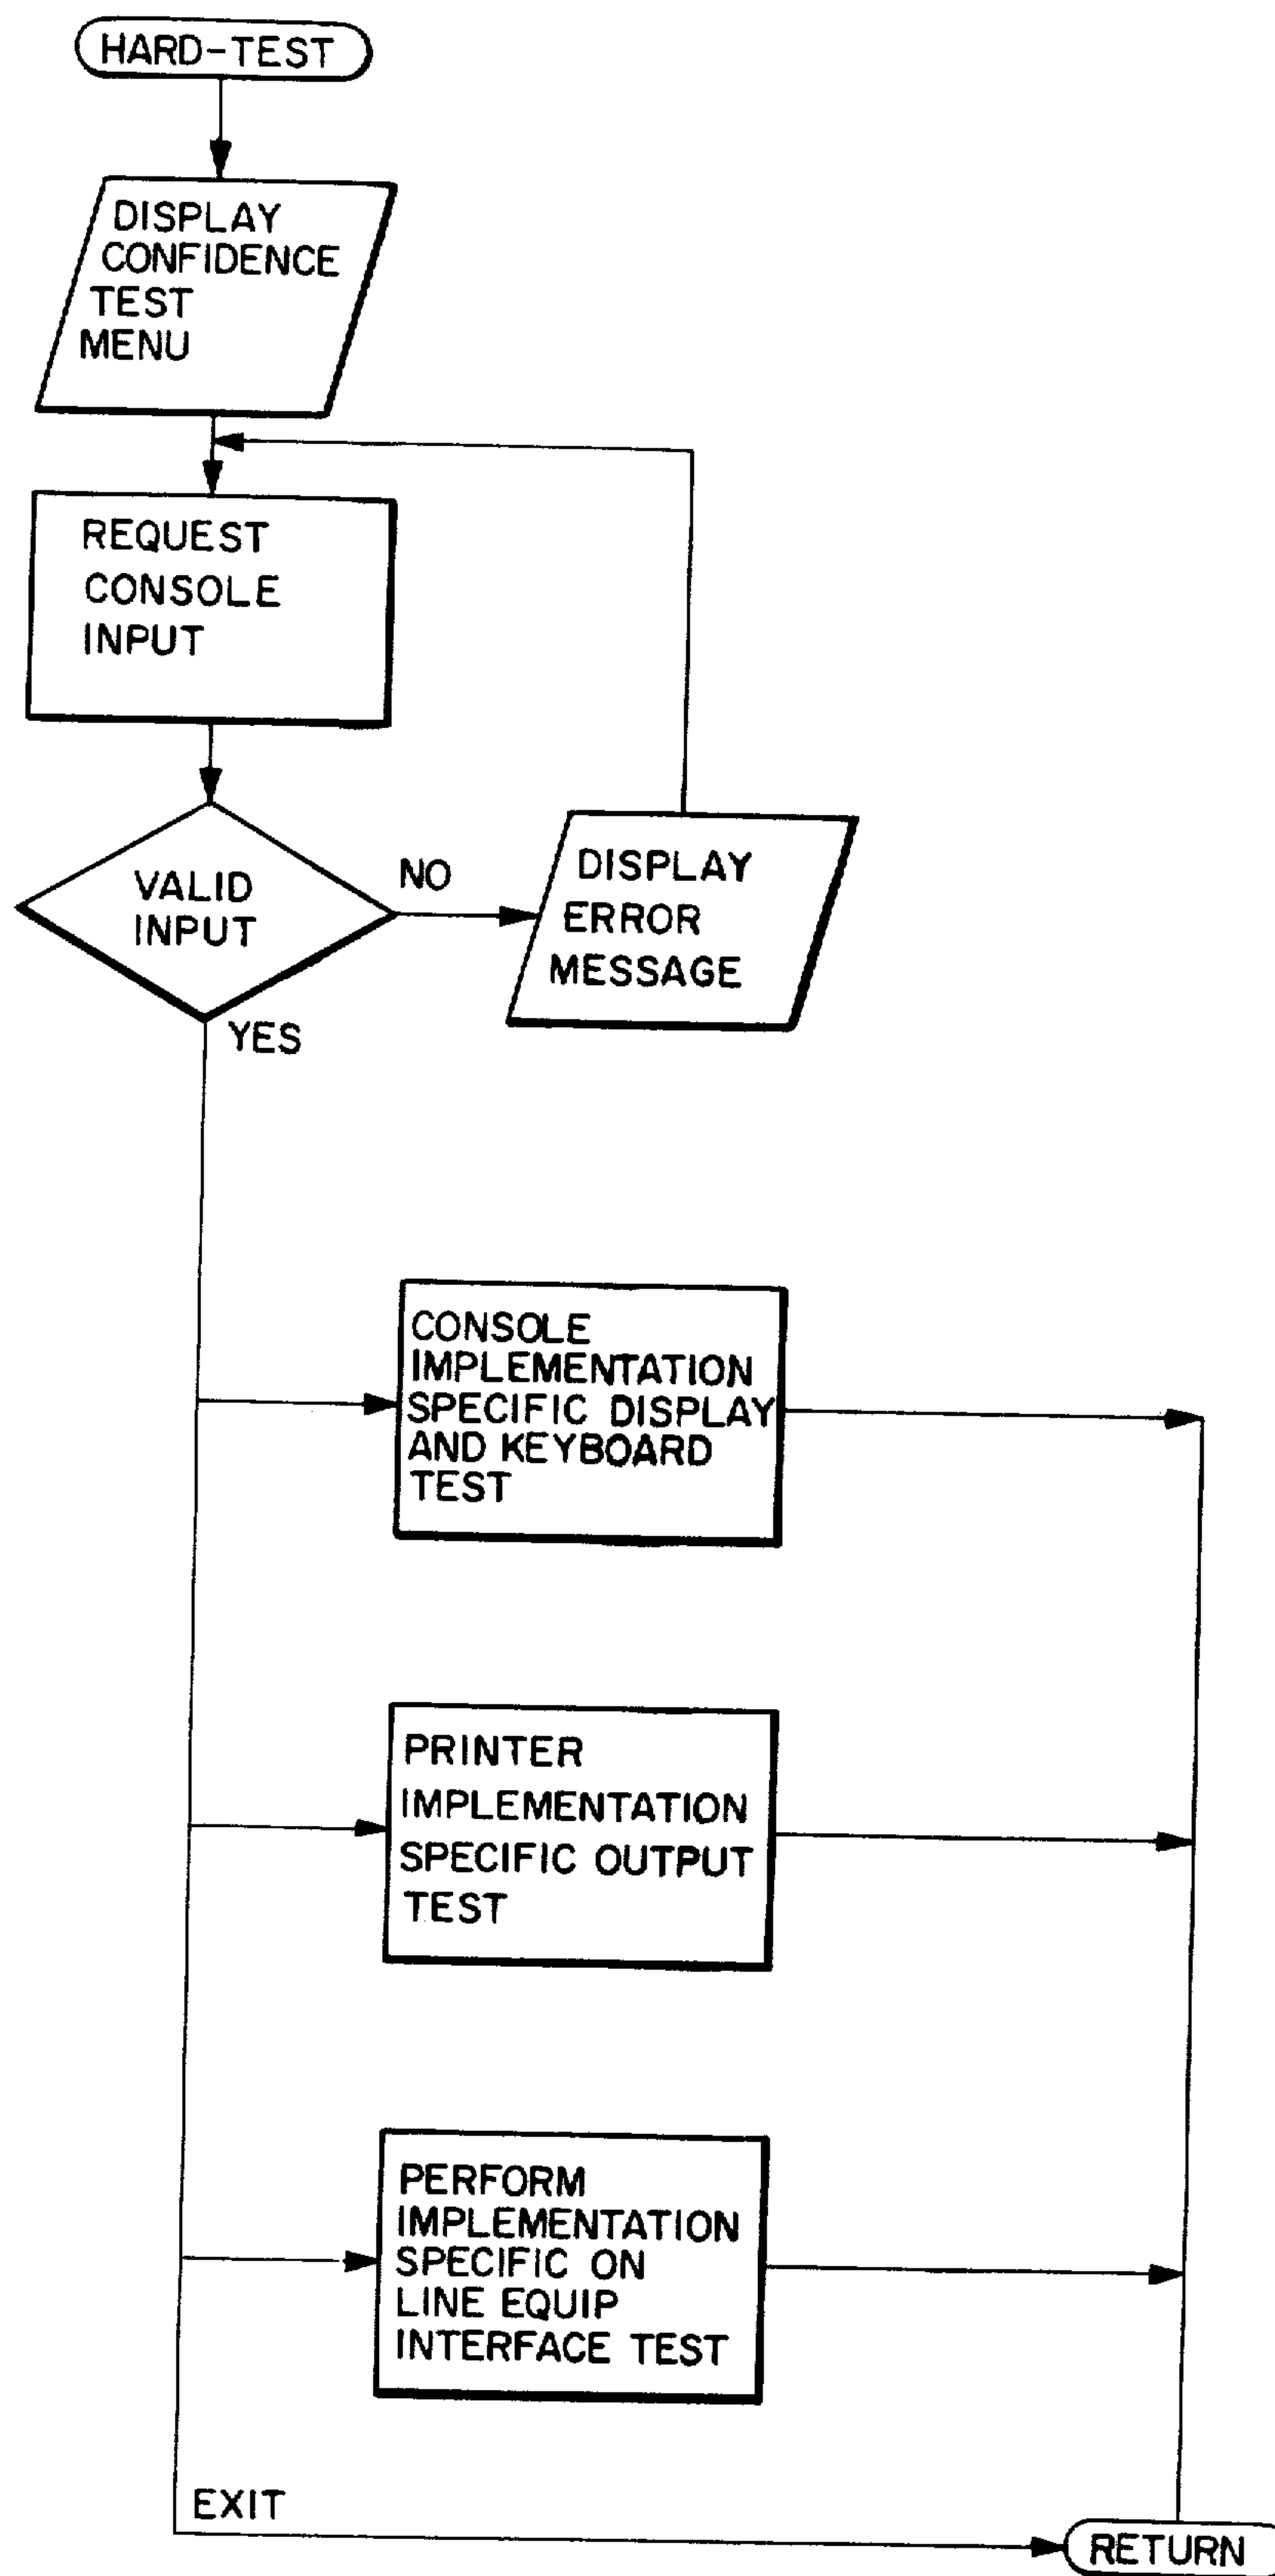 HARD-TEST
DISPLAY
CONFIDENCE
TEST
MENU
REQUEST
CONSOLE
INPUT
VALID
INPUT
NO
DISPLAY
ERROR
MESSAGE
YES
CONSOLE
IMPLEMENTATION
SPECIFIC DISPLAY
AND KEYBOARD
TEST
PRINTER
IMPLEMENTATION
SPECIFIC OUTPUT
TEST
PERFORM
IMPLEMENTATION
SPECIFIC ON
LINE EQUIP
INTERFACE TEST
EXIT
RETURN